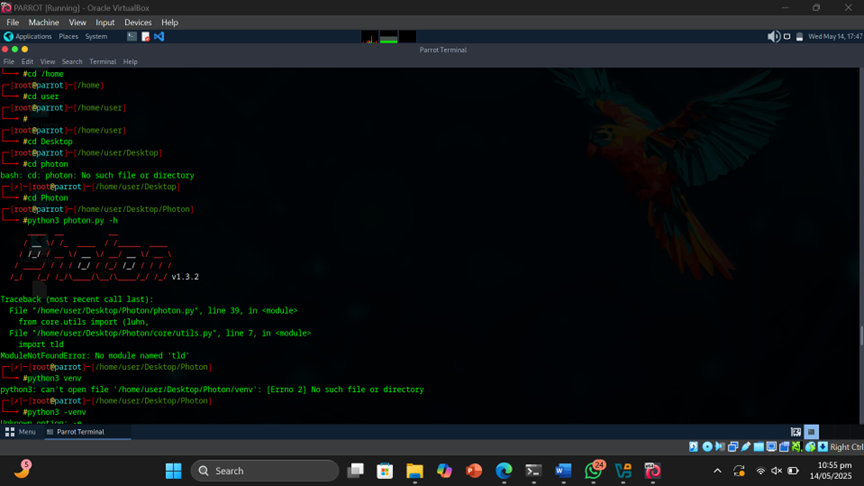 PARROT [Running] - Oracle VirtualBox
File Machine View Input Devices Help
Applications Places System
Wed May 14, 17:47
Parrot Terminal
File Edit View Search Terminal Help
└──╼ #cd /home
┌─[root@parrot]─[/home]
└──╼ #cd user
┌─[root@parrot]─[/home/user]
└──╼ #
┌─[root@parrot]─[/home/user]
└──╼ #cd Desktop
┌─[root@parrot]─[/home/user/Desktop]
└──╼ #cd photon
bash: cd: photon: No such file or directory
┌─[✗]─[root@parrot]─[/home/user/Desktop]
└──╼ #cd Photon
┌─[root@parrot]─[/home/user/Desktop/Photon]
└──╼ #python3 photon.py -h
Photon
v1.3.2
Traceback (most recent call last):
File "/home/user/Desktop/Photon/photon.py", line 39, in <module>
from core.utils import (luhn,
File "/home/user/Desktop/Photon/core/utils.py", line 7, in <module>
import tld
ModuleNotFoundError: No module named 'tld'
┌─[✗]─[root@parrot]─[/home/user/Desktop/Photon]
└──╼ #python3 venv
python3: can't open file '/home/user/Desktop/Photon/venv': [Errno 2] No such file or directory
┌─[✗]─[root@parrot]─[/home/user/Desktop/Photon]
└──╼ #python3 -venv
Unknown option: -e
Menu Parrot Terminal
Right Ctrl
5
Search
24
10:55 pm
14/05/2025